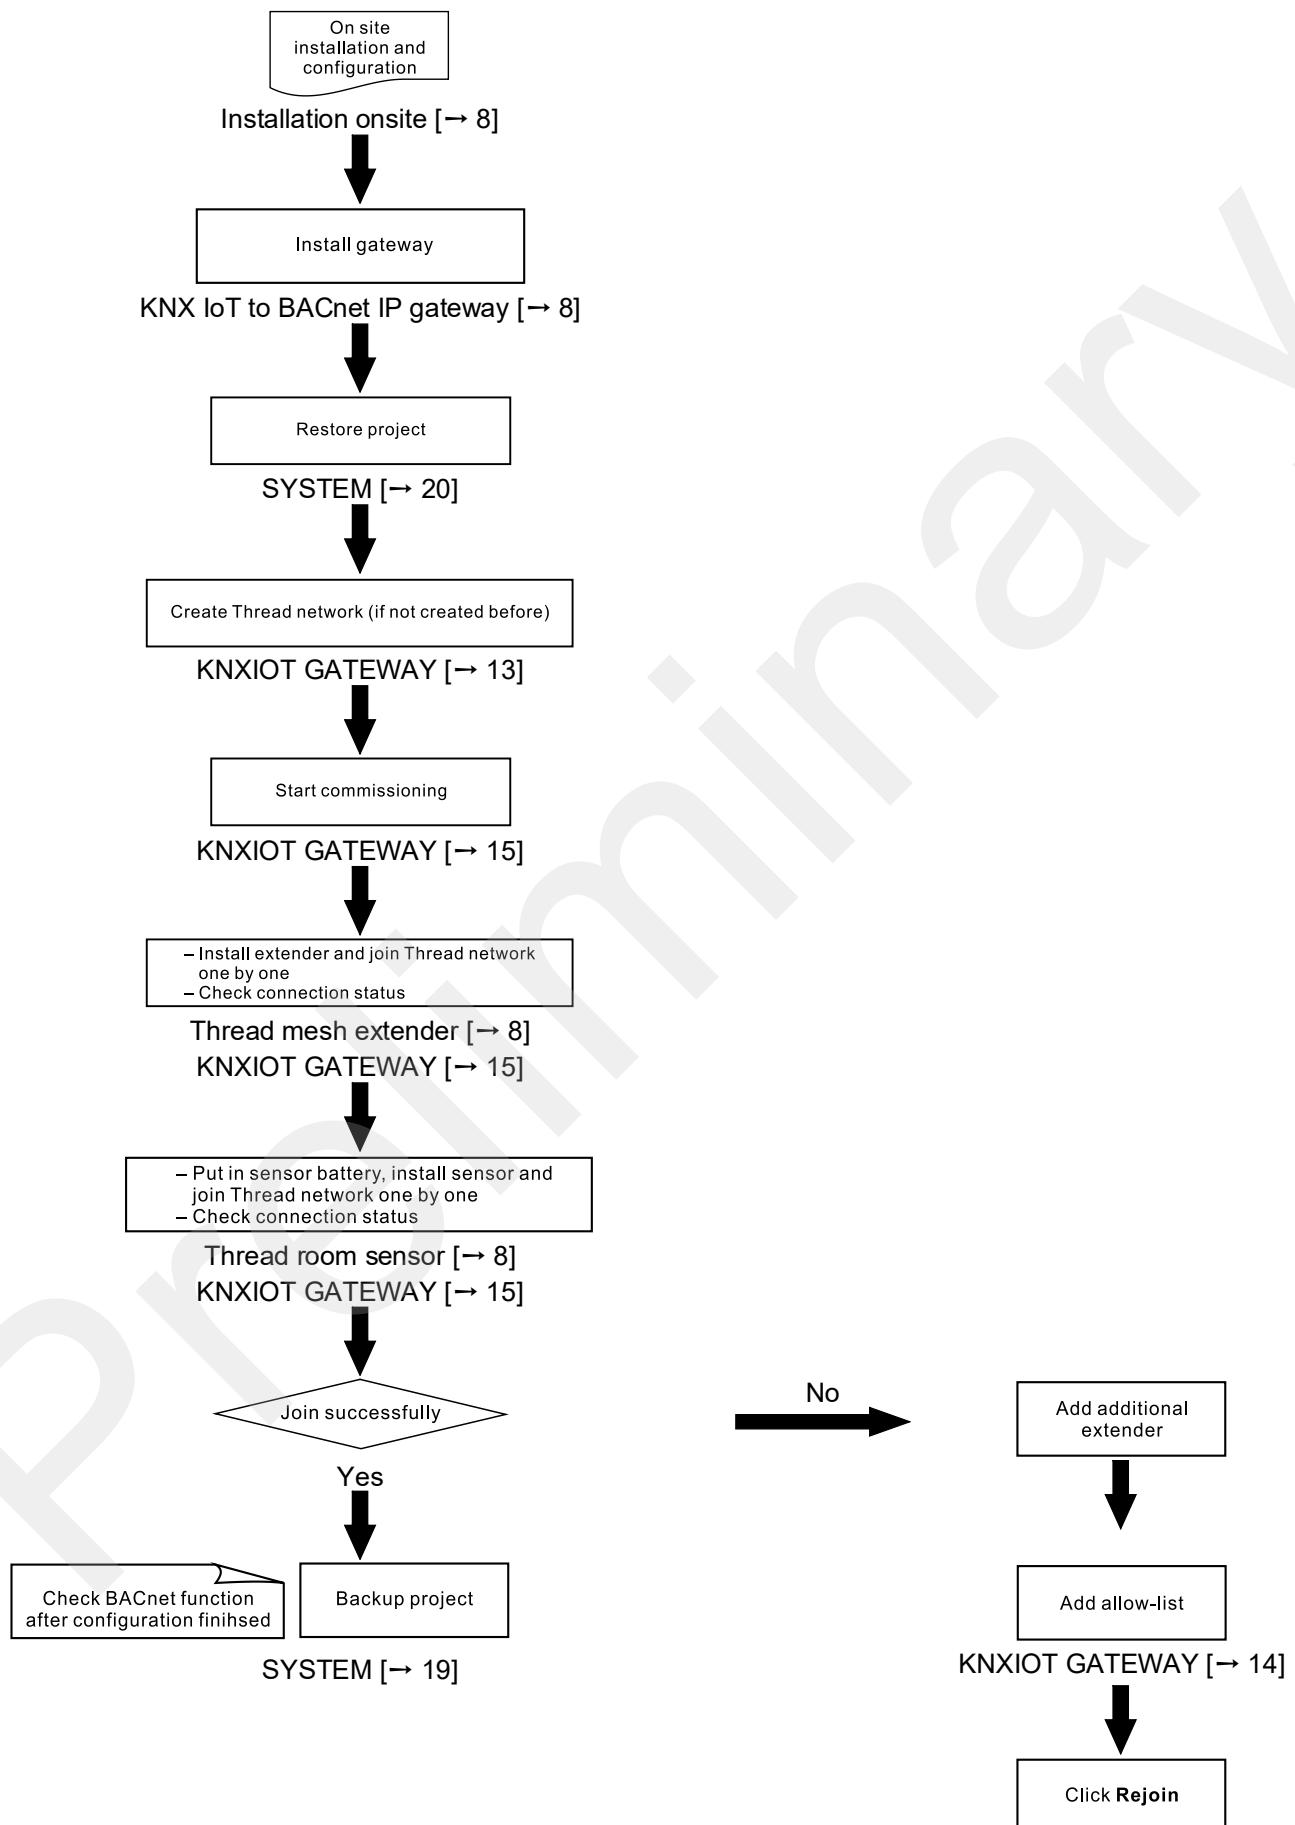 On site
installation and
configuration
Installation onsite [→ 8]
Install gateway
KNX IoT to BACnet IP gateway [→ 8]
Restore project
SYSTEM [→ 20]
Create Thread network (if not created before)
KNXIOT GATEWAY [→ 13]
Start commissioning
KNXIOT GATEWAY [→ 15]
– Install extender and join Thread network
one by one
– Check connection status
Thread mesh extender [→ 8]
KNXIOT GATEWAY [→ 15]
– Put in sensor battery, install sensor and
join Thread network one by one
– Check connection status
Thread room sensor [→ 8]
KNXIOT GATEWAY [→ 15]
Join successfully
No
Add additional
extender
Yes
Check BACnet function
after configuration finihsed
Backup project
SYSTEM [→ 19]
Add allow-list
KNXIOT GATEWAY [→ 14]
Click Rejoin
Preliminary